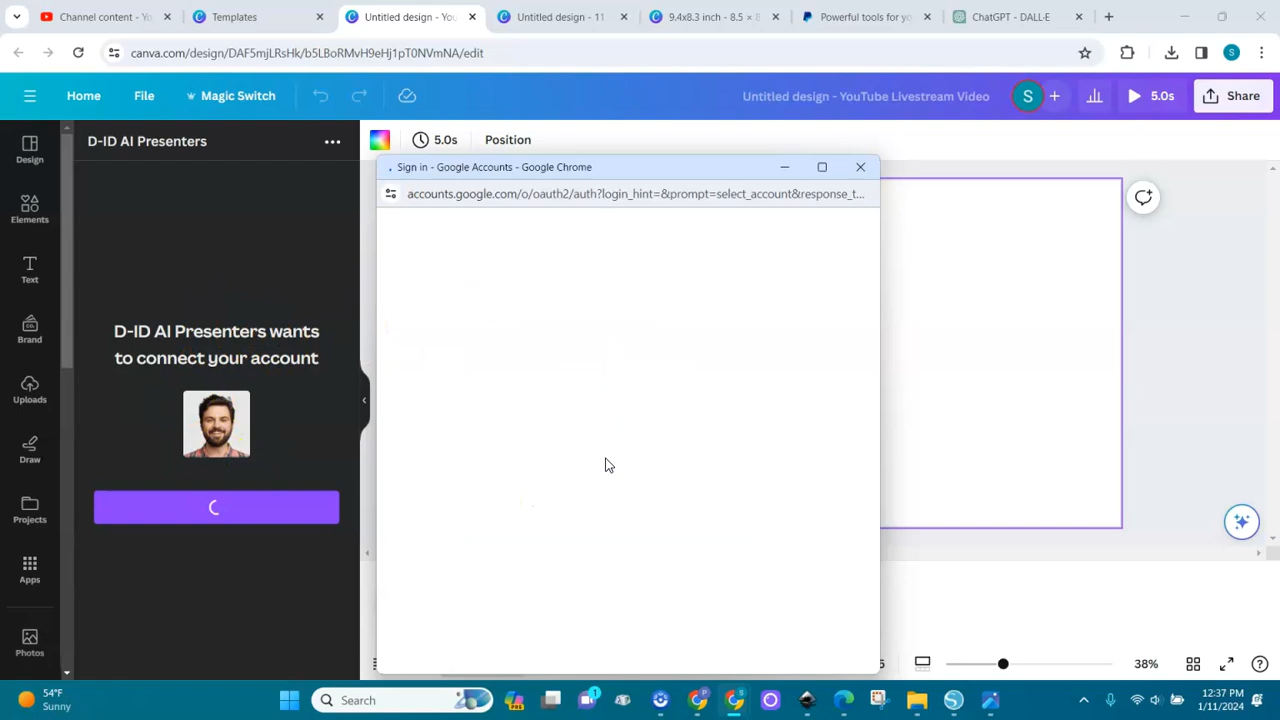 Channel content - Yo
Templates
Untitled design - You
Untitled design - 11
9.4x8.3 inch - 8.5 × 8
Powerful tools for yo
ChatGPT - DALL·E
canva.com/design/DAF5mjLRsHk/b5LBoRMvH9eHj1pT0NVmNA/edit
S
Home
File
Magic Switch
Untitled design - YouTube Livestream Video
S
5.0s
Share
Design
Elements
Text
Brand
Uploads
Draw
Projects
Apps
Photos
D-ID AI Presenters
5.0s
Position
Sign in - Google Accounts - Google Chrome
accounts.google.com/o/oauth2/auth?login_hint=&prompt=select_account&response_t...
D-ID AI Presenters wants
to connect your account
38%
54°F
Sunny
Search
1
12:37 PM
1/11/2024